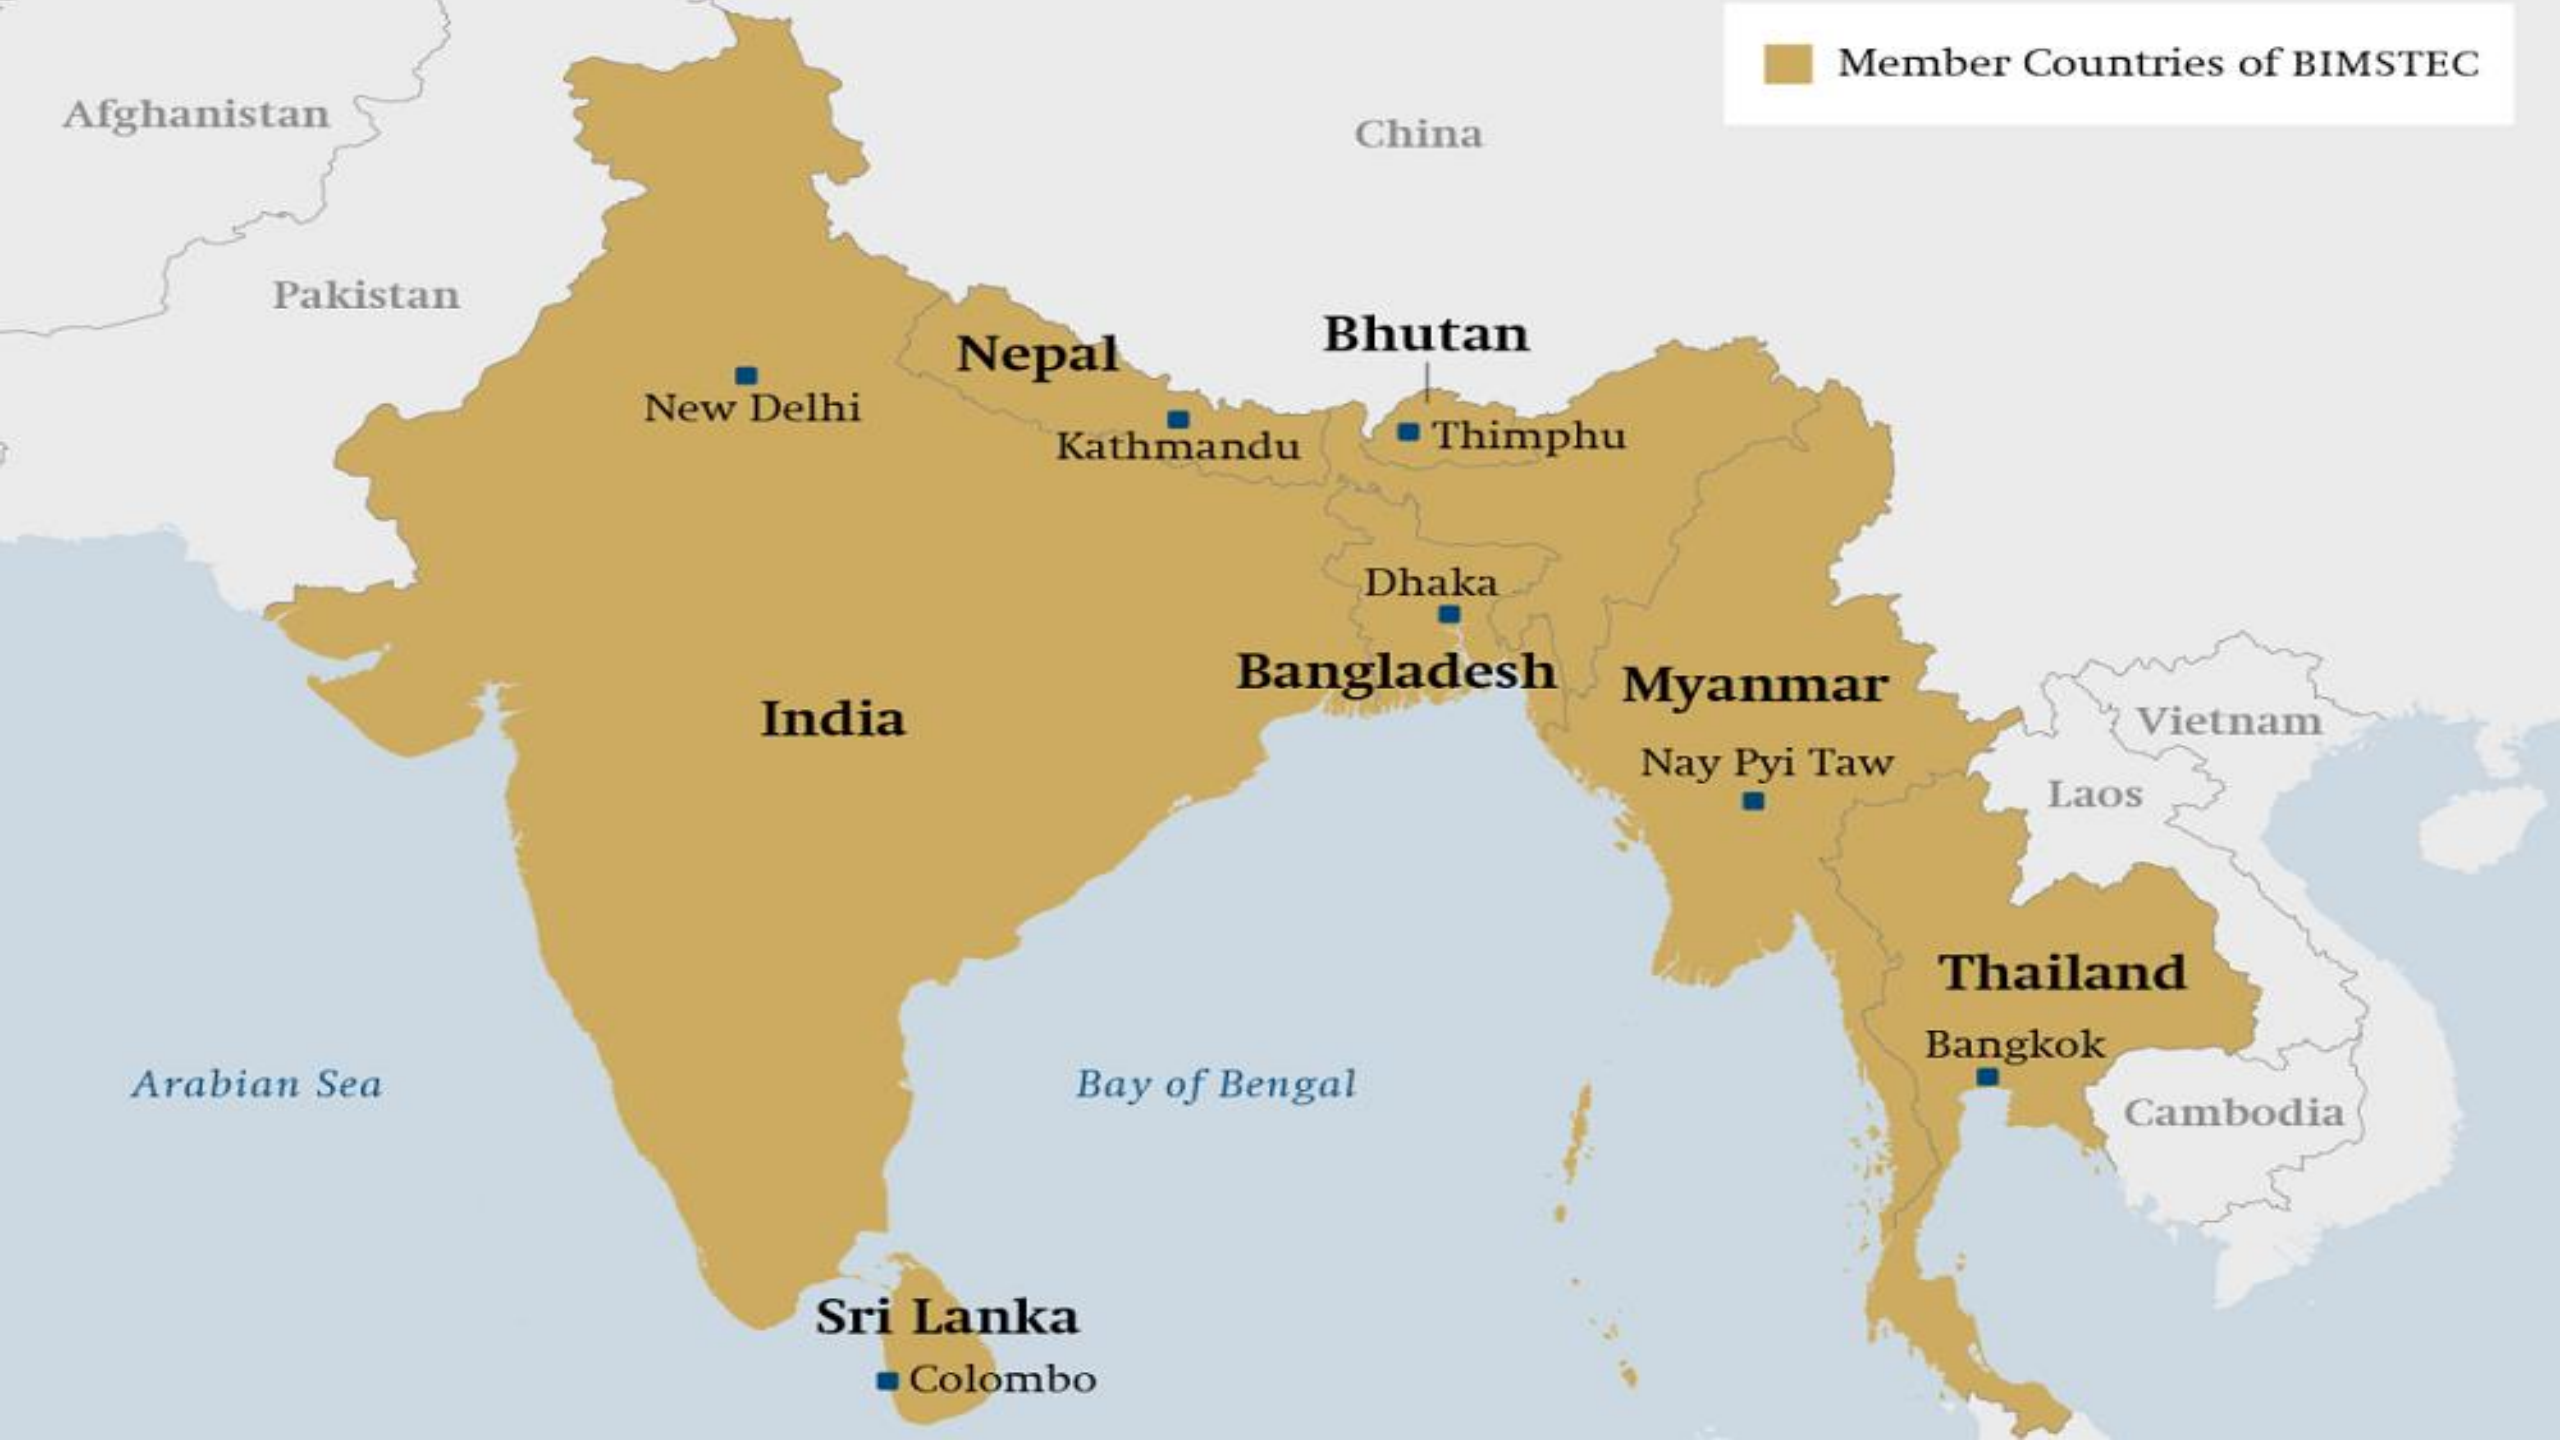 Member Countries of BIMSTEC
Afghanistan
China
Pakistan
Bhutan
Nepal
New Delhi
Kathmandu
Thimphu
Dhaka
Bangladesh
Myanmar
India
Vietnam
Nay Pyi Taw
Laos
Thailand
Bangkok
Arabian Sea
Bay of Bengal
Cambodia
Sri Lanka
Colombo